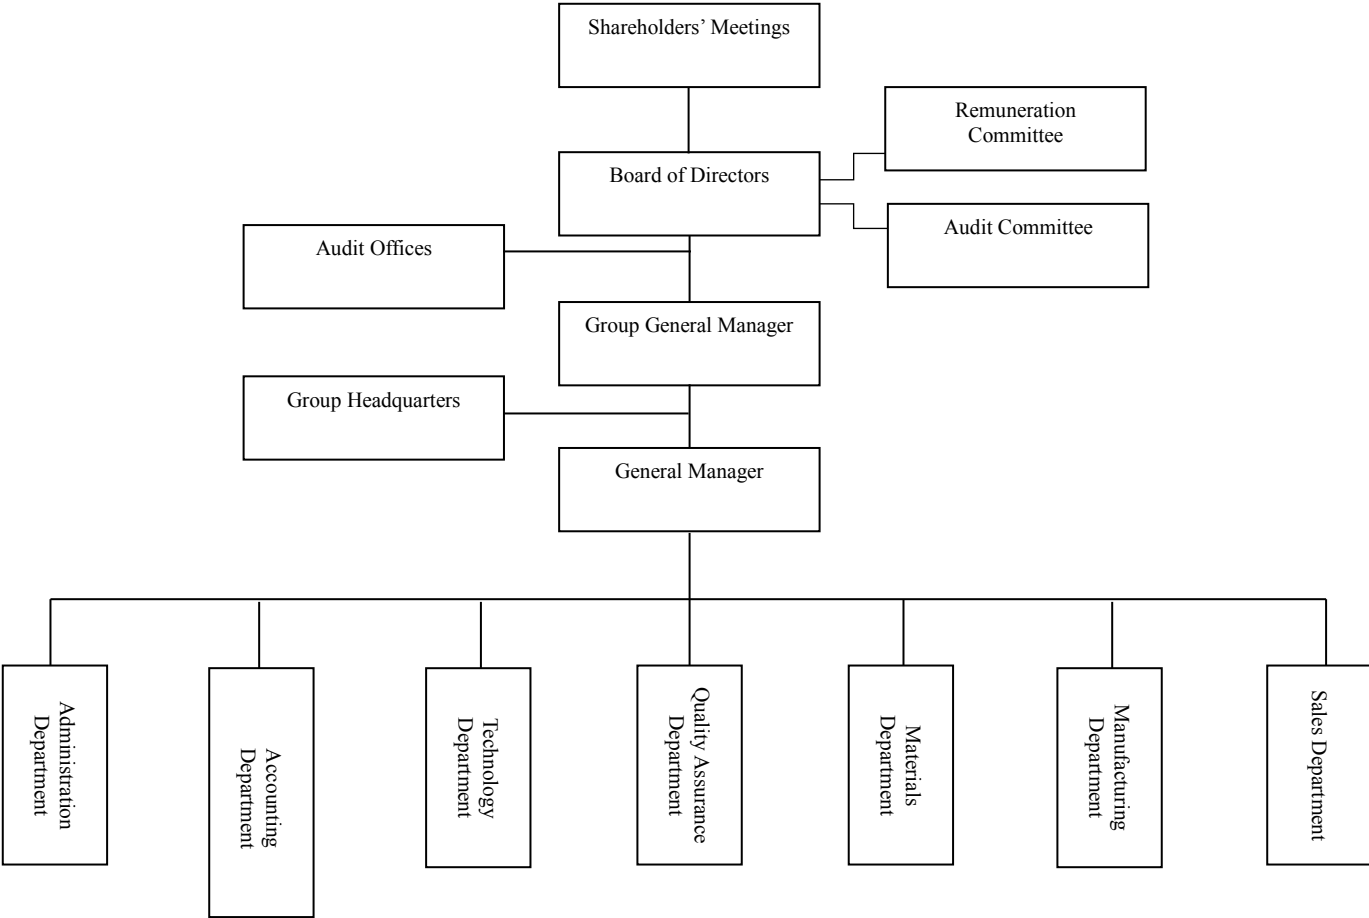 Shareholders’ Meetings
Remuneration
Committee
Board of Directors
Audit Committee
Audit Offices
Group General Manager
Group Headquarters
General Manager
Administration
Department
Accounting
Department
Technology
Department
Quality Assurance
Department
Materials
Department
Manufacturing
Department
Sales Department